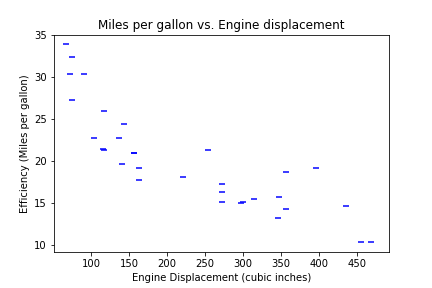 Miles per gallon vs. Engine displacement
35
30
25
20
15
10
Efficiency (Miles per gallon)
100 150 200 250 300 350 400 450
Engine Displacement (cubic inches)